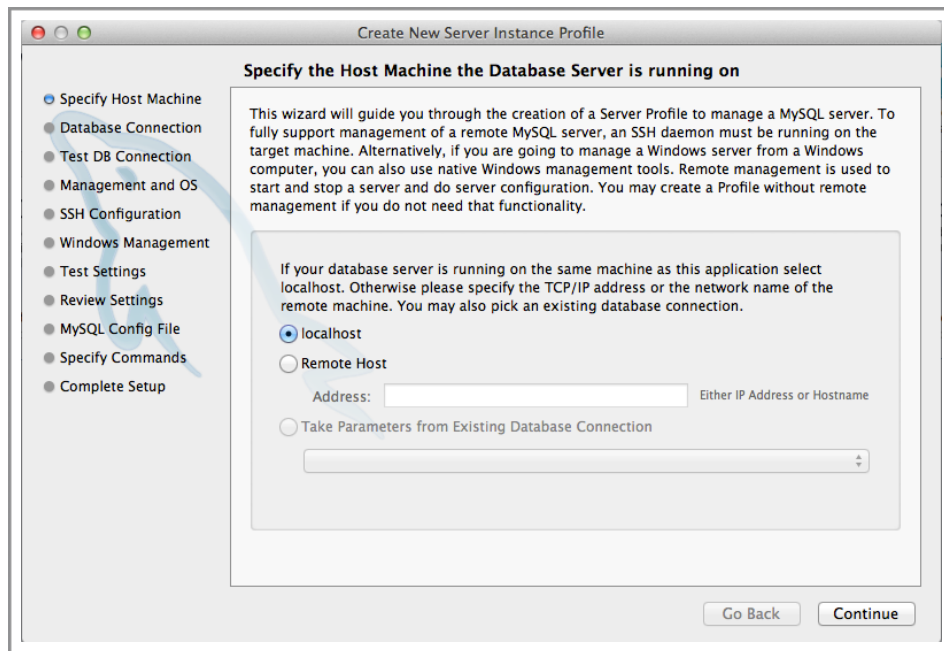 Create New Server Instance Profile
Specify the Host Machine the Database Server is running on
Specify Host Machine
Database Connection
Test DB Connection
Management and OS
SSH Configuration
Windows Management
Test Settings
Review Settings
MySQL Config File
Specify Commands
Complete Setup
This wizard will guide you through the creation of a Server Profile to manage a MySQL server. To
fully support management of a remote MySQL server, an SSH daemon must be running on the
target machine. Alternatively, if you are going to manage a Windows server from a Windows
computer, you can also use native Windows management tools. Remote management is used to
start and stop a server and do server configuration. You may create a Profile without remote
management if you do not need that functionality.
If your database server is running on the same machine as this application select
localhost. Otherwise please specify the TCP/IP address or the network name of the
remote machine. You may also pick an existing database connection.
localhost
Remote Host
Address:
Either IP Address or Hostname
Take Parameters from Existing Database Connection
Go Back
Continue